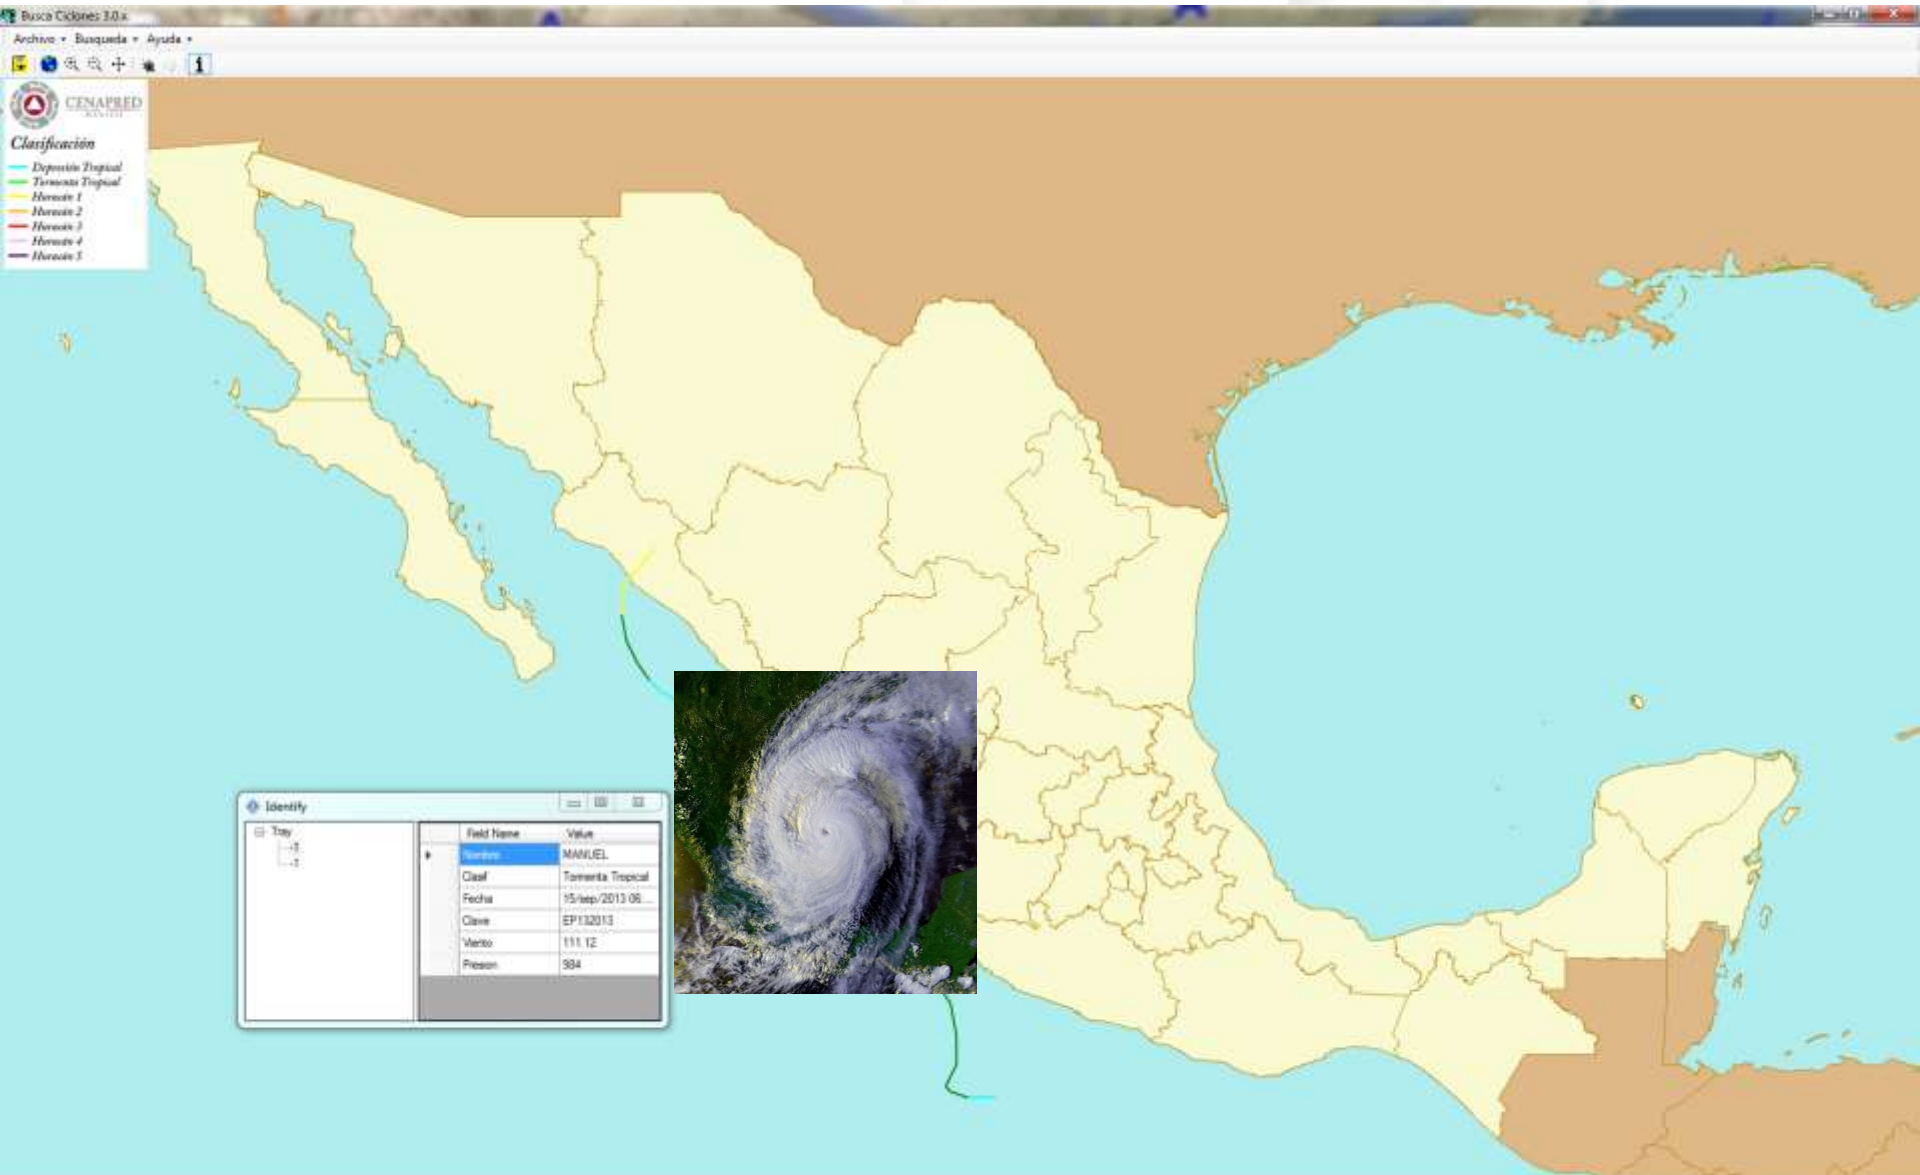 Busca Ciclones 3.0.x
Archivo Busqueda Ayuda
CENAPRED
Clasificación
Depresión Tropical
Tormenta Tropical
Huracán 1
Huracán 2
Huracán 3
Huracán 4
Huracán 5
Identify
Tray
Field Name Value
Nombre MANUEL
Clasif Tormenta Tropical
Fecha 15/sep/2013 06...
Clave EP132013
Viento 111.12
Presion 984